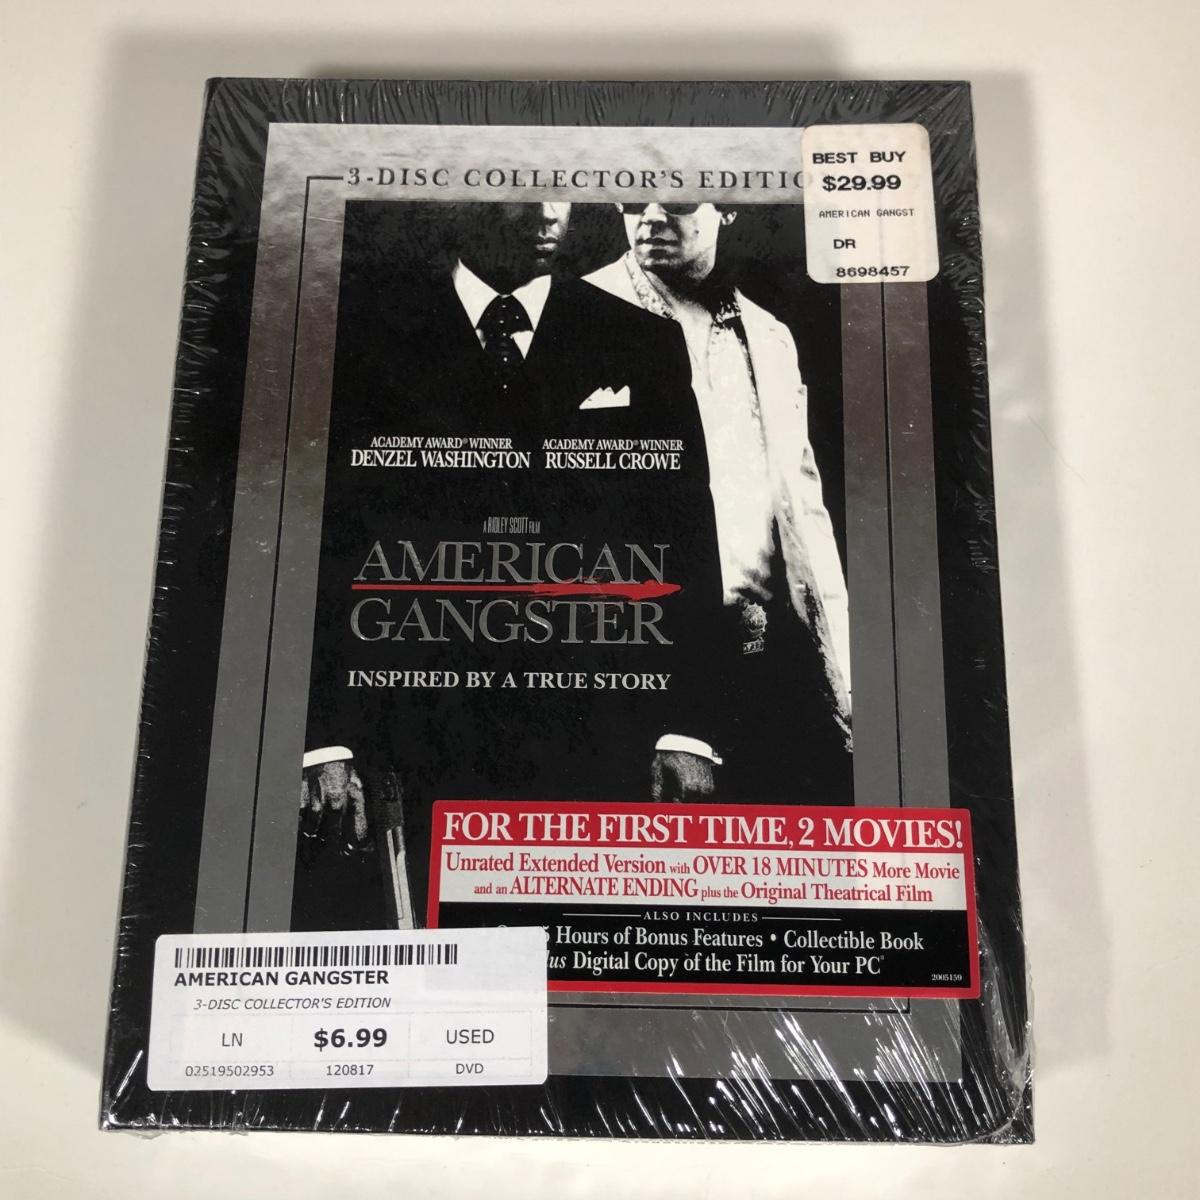 3-DISC COLLECTOR'S EDITIO
BEST BUY
$29.99
AMERICAN GANGST
DR
8698457
ACADEMY AWARD® WINNER
DENZEL WASHINGTON
ACADEMY AWARD® WINNER
RUSSELL CROWE
A RIDLEY SCOTT FILM
AMERICAN
GANGSTER
INSPIRED BY A TRUE STORY
FOR THE FIRST TIME, 2 MOVIES!
Unrated Extended Version with OVER 18 MINUTES More Movie
and an ALTERNATE ENDING plus the Original Theatrical Film
ALSO INCLUDES
Hours of Bonus Features • Collectible Book
Digital Copy of the Film for Your PC*
2005159
AMERICAN GANGSTER
3-DISC COLLECTOR'S EDITION
LN
$6.99
USED
02519502953
120817
DVD